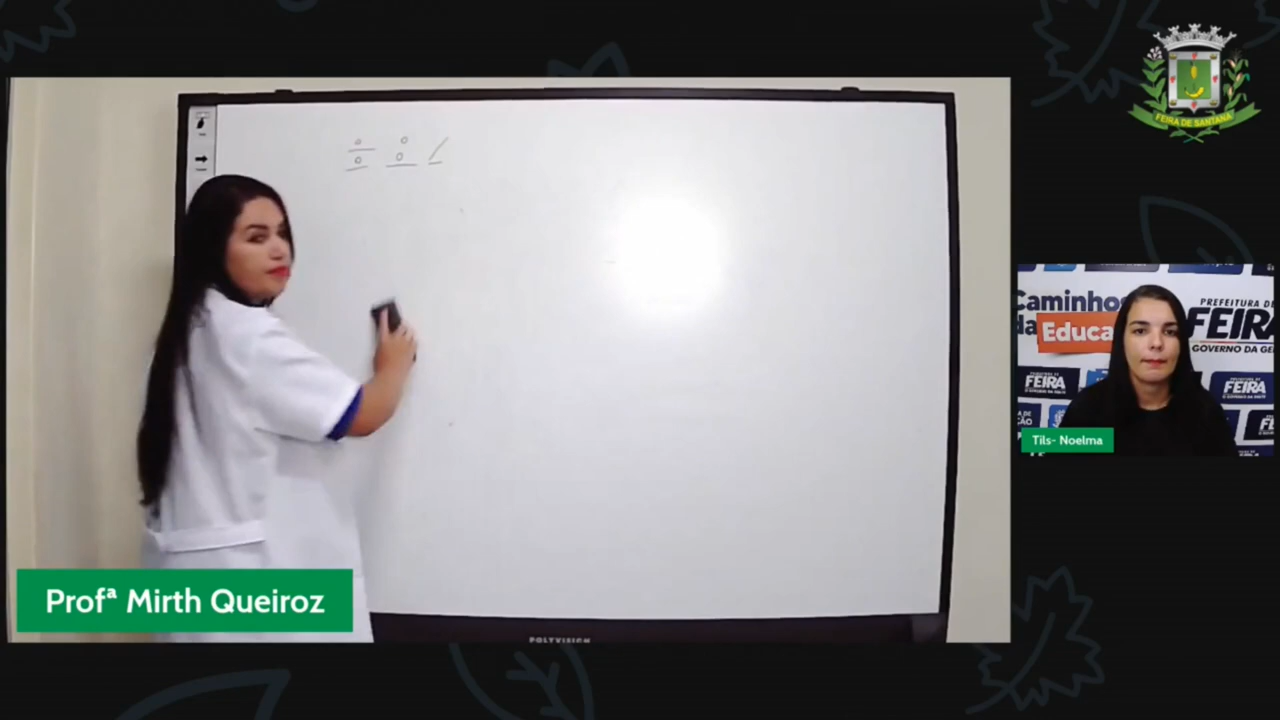 FEIRA DE SANTANA
Caminhos
da Educa
PREFEITURA DE
FEIRA
GOVERNO DA GE
FEIRA
FEIRA
Tils- Noelma
Profª Mirth Queiroz
POLYVISION